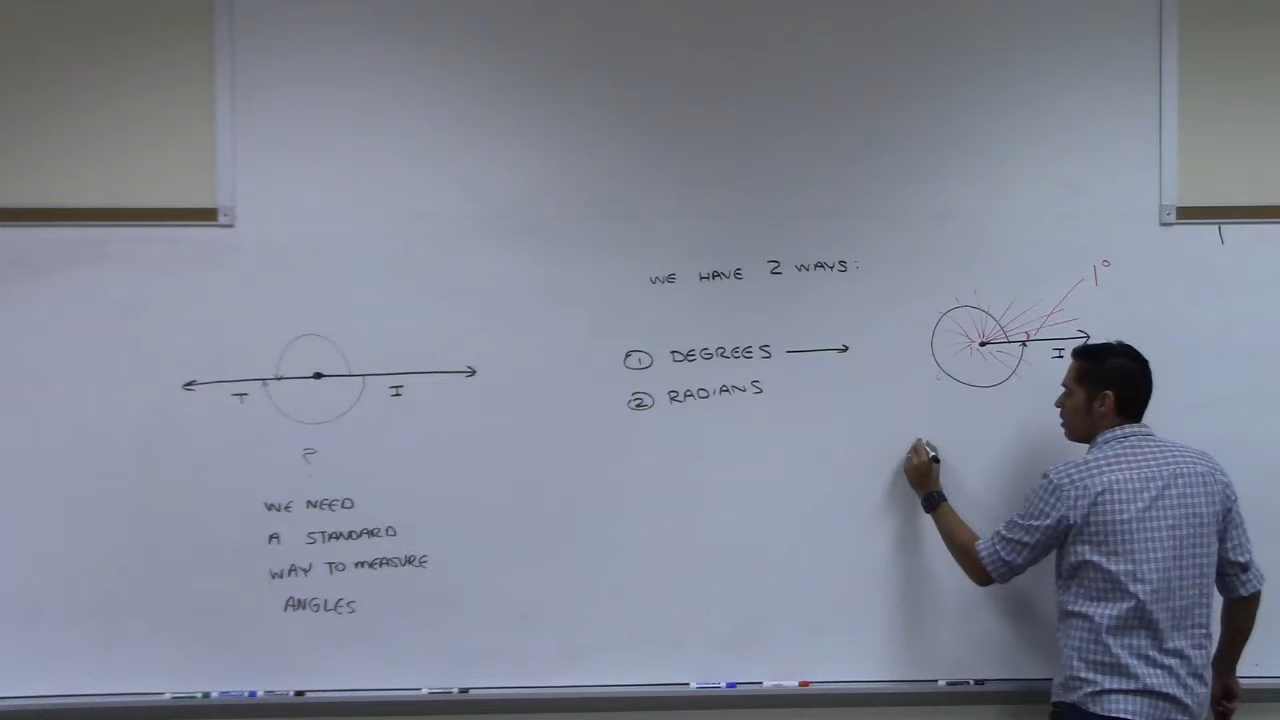 T
I
?
WE NEED
A STANDARD
WAY TO MEASURE
ANGLES
WE HAVE 2 WAYS:
① DEGREES →
② RADIANS
1°
I